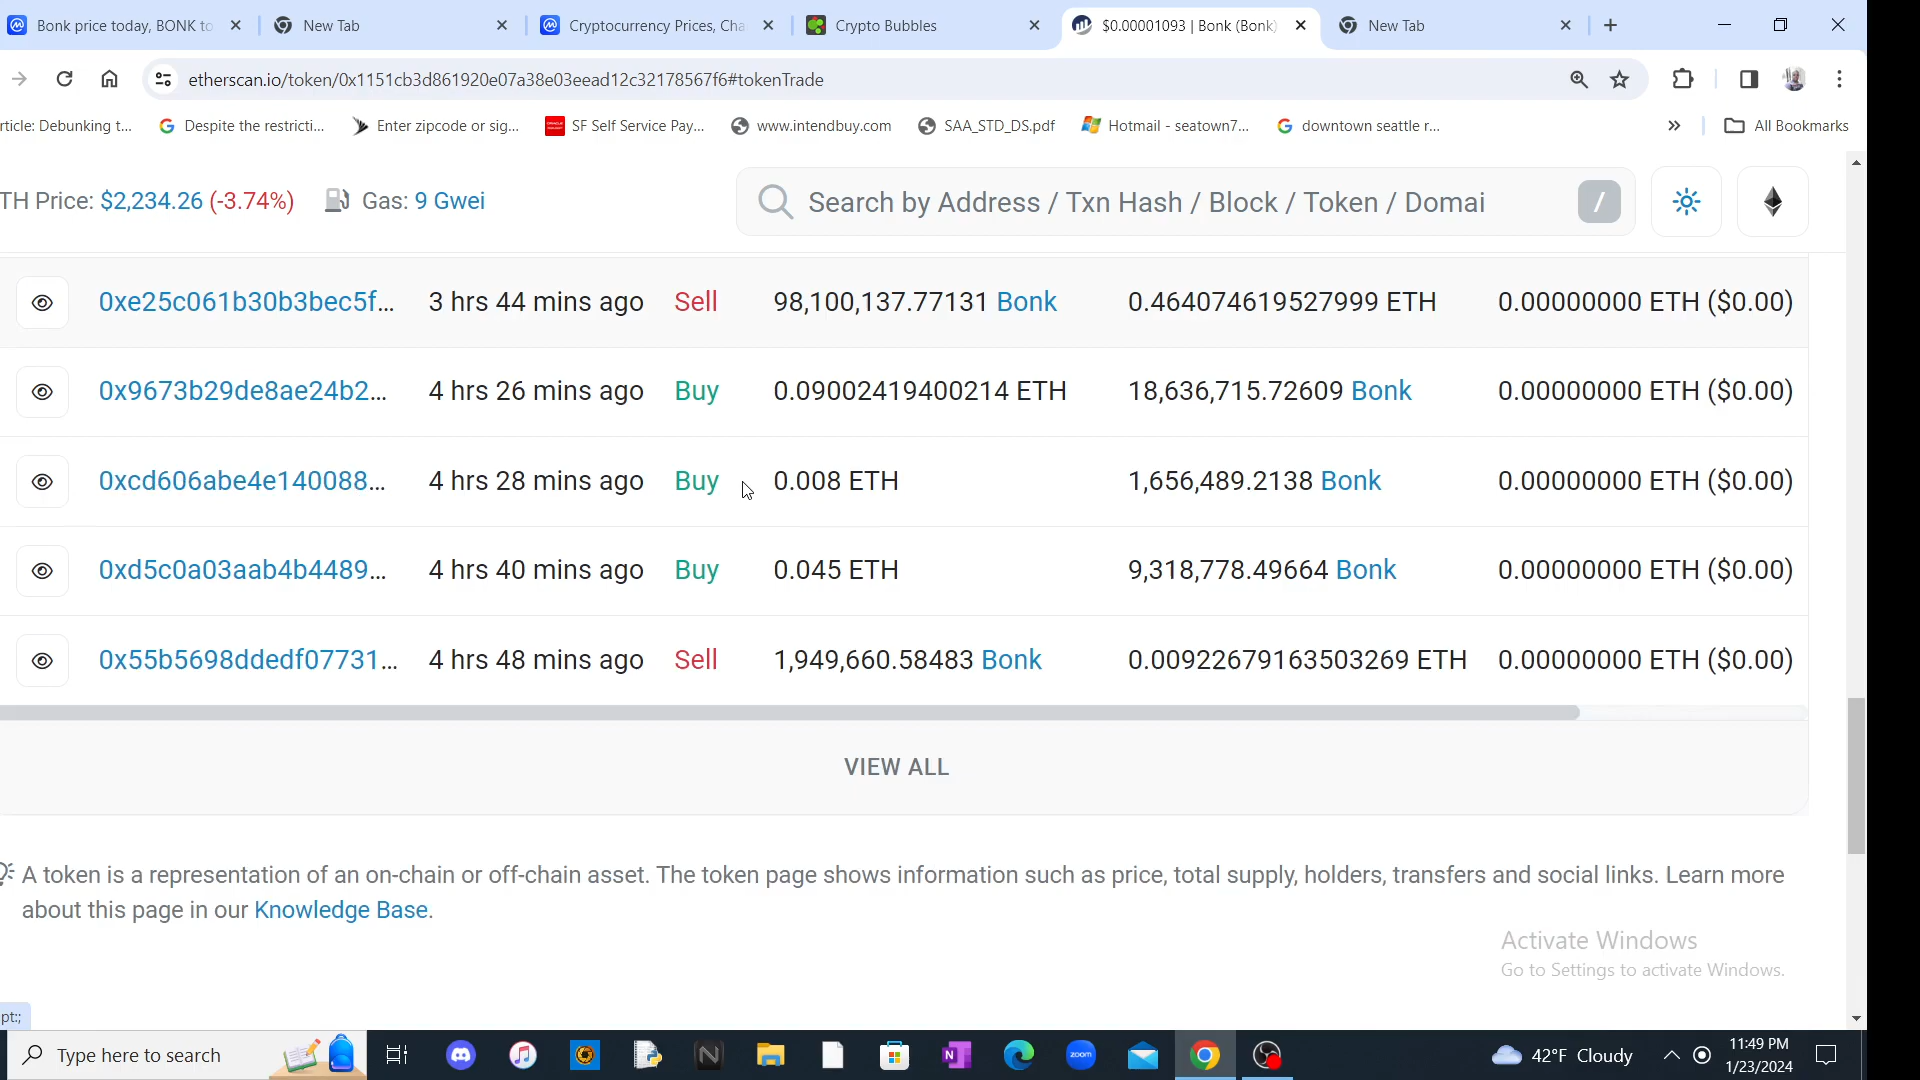 Bonk price today, BONK to
New Tab
Cryptocurrency Prices, Cha
Crypto Bubbles
$0.00001093 | Bonk (Bonk)
New Tab
etherscan.io/token/0x1151cb3d861920e07a38e03eead12c32178567f6#tokenTrade
rticle: Debunking t...
Despite the restricti...
Enter zipcode or sig...
SF Self Service Pay...
www.intendbuy.com
SAA_STD_DS.pdf
Hotmail - seatown7...
downtown seattle r...
»
All Bookmarks
TH Price: $2,234.26 (-3.74%)
Gas: 9 Gwei
Search by Address / Txn Hash / Block / Token / Domai
/
0xe25c061b30b3bec5f... 3 hrs 44 mins ago Sell 98,100,137.77131 Bonk 0.464074619527999 ETH 0.00000000 ETH ($0.00)
0x9673b29de8ae24b2... 4 hrs 26 mins ago Buy 0.09002419400214 ETH 18,636,715.72609 Bonk 0.00000000 ETH ($0.00)
0xcd606abe4e140088... 4 hrs 28 mins ago Buy 0.008 ETH 1,656,489.2138 Bonk 0.00000000 ETH ($0.00)
0xd5c0a03aab4b4489... 4 hrs 40 mins ago Buy 0.045 ETH 9,318,778.49664 Bonk 0.00000000 ETH ($0.00)
0x55b5698ddedf07731... 4 hrs 48 mins ago Sell 1,949,660.58483 Bonk 0.00922679163503269 ETH 0.00000000 ETH ($0.00)
VIEW ALL
A token is a representation of an on-chain or off-chain asset. The token page shows information such as price, total supply, holders, transfers and social links. Learn more
about this page in our Knowledge Base.
Activate Windows
Go to Settings to activate Windows.
pt:;
Type here to search
zoom
42°F Cloudy
11:49 PM
1/23/2024